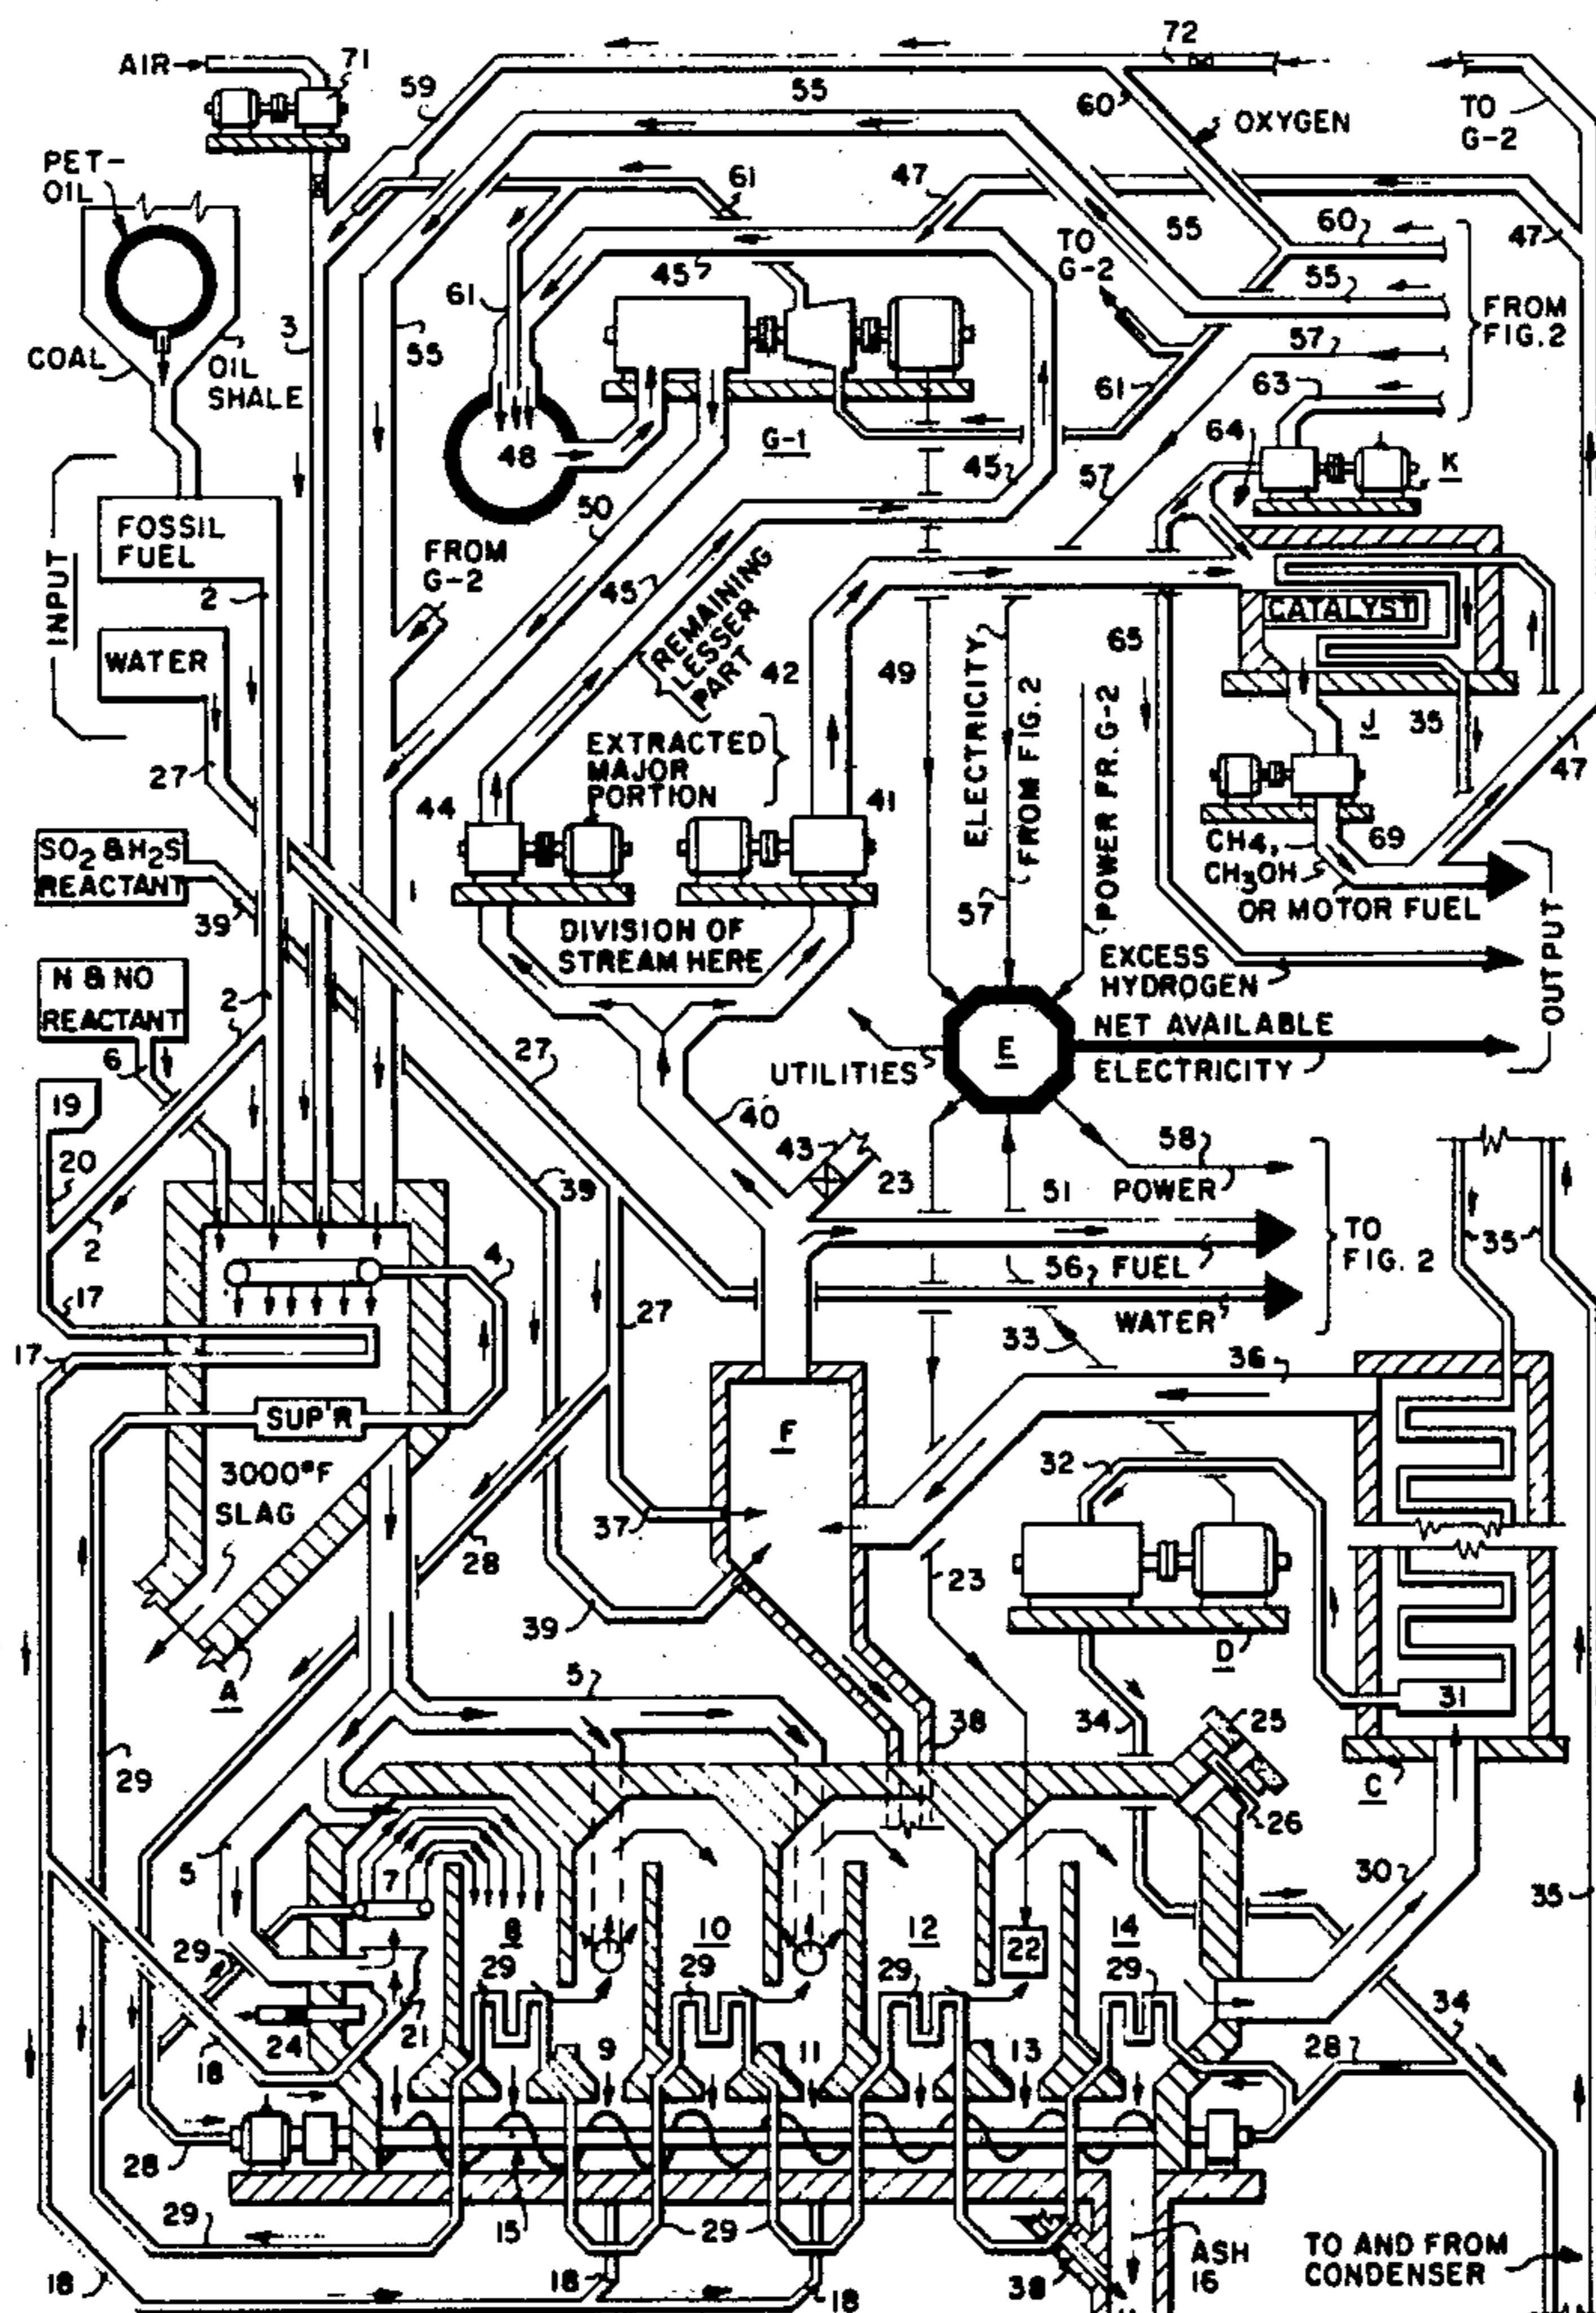 AIR
71
59
72
55
60
OXYGEN
TO
G-2
PET-
OIL
61
47
TO
G-2
55
60
47
COAL
OIL
SHALE
3
55
61
45
55
FROM
FIG.2
57
63
61
48
G-1
45
57
64
K
INPUT
FOSSIL
FUEL
2
FROM
G-2
50
45
REMAINING
LESSER
PART
42
49
65
CATALYST
WATER
27
ELECTRICITY
FROM FIG. 2
POWER FR. G-2
J
35
47
EXTRACTED
MAJOR
PORTION
44
41
SO2 & H2S
REACTANT
39
1
CH4,
CH3OH
69
OR MOTOR FUEL
DIVISION OF
STREAM HERE
57
EXCESS
HYDROGEN
OUTPUT
N & NO
REACTANT
2
2
6
27
UTILITIES
E
NET AVAILABLE
ELECTRICITY
19
20
2
40
43
23
39
58
51
POWER
TO
FIG. 2
35
4
17
56
FUEL
WATER
27
33
36
17
SUP'R
F
3000°F
SLAG
32
37
28
39
23
D
31
A
5
38
34
25
C
26
29
5
7
30
35
8
10
12
14
22
29
29
29
29
29
21
24
18
9
11
13
28
34
28
29
15
29
ASH
16
TO AND FROM
CONDENSER
18
18
18
38